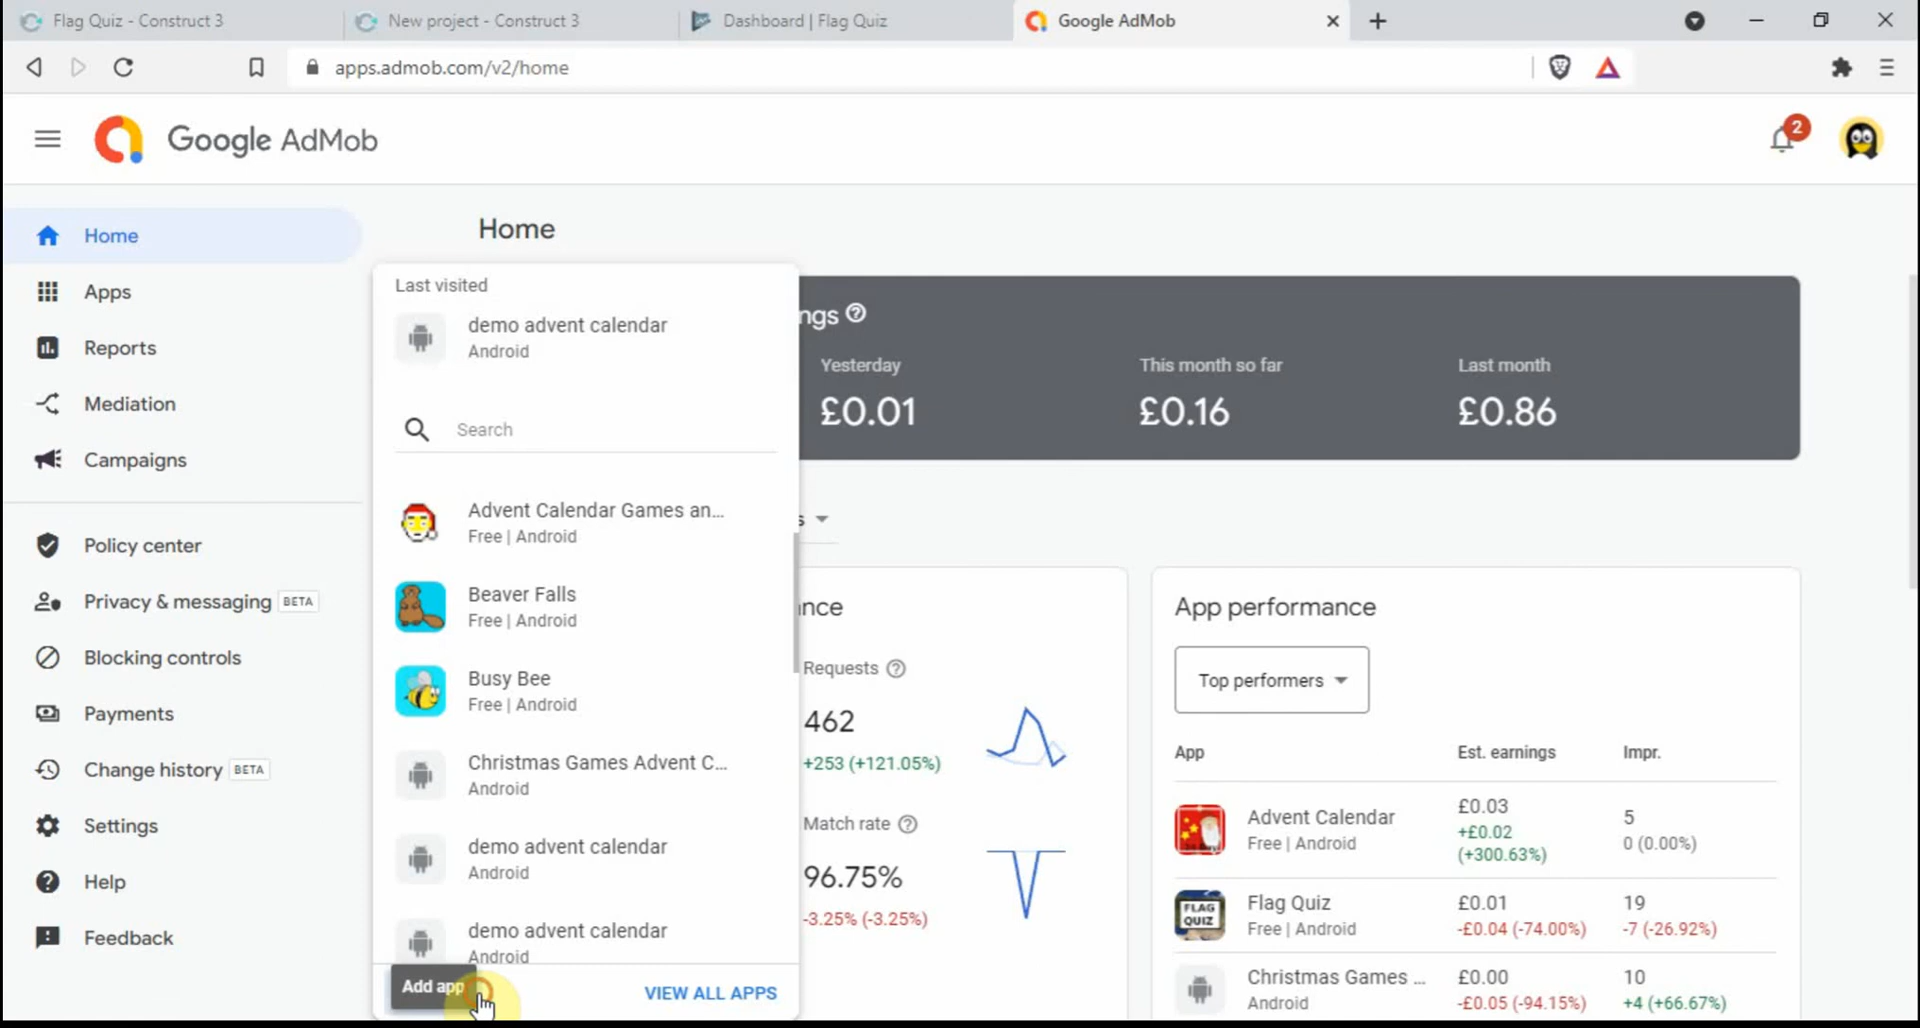 Flag Quiz - Construct 3
New project - Construct 3
Dashboard | Flag Quiz
Google AdMob
apps.admob.com/v2/home
Google AdMob
2
Home
Apps
Reports
Mediation
Campaigns
Policy center
Privacy & messaging BETA
Blocking controls
Payments
Change history BETA
Settings
Help
Feedback
Home
Last visited
demo advent calendar
Android
Search
Advent Calendar Games an...
Free | Android
Beaver Falls
Free | Android
Busy Bee
Free | Android
Christmas Games Advent C...
Android
demo advent calendar
Android
demo advent calendar
Android
Add app
VIEW ALL APPS
ngs
Yesterday
£0.01
This month so far
£0.16
Last month
£0.86
s
nce
Requests
462
+253 (+121.05%)
Match rate
96.75%
-3.25% (-3.25%)
App performance
Top performers
App Est. earnings Impr.
FLAG QUIZ
Advent Calendar £0.03 5
Free | Android +£0.02 (+300.63%) 0 (0.00%)
Flag Quiz £0.01 19
Free | Android -£0.04 (-74.00%) -7 (-26.92%)
Christmas Games ... £0.00 10
Android -£0.05 (-94.15%) +4 (+66.67%)